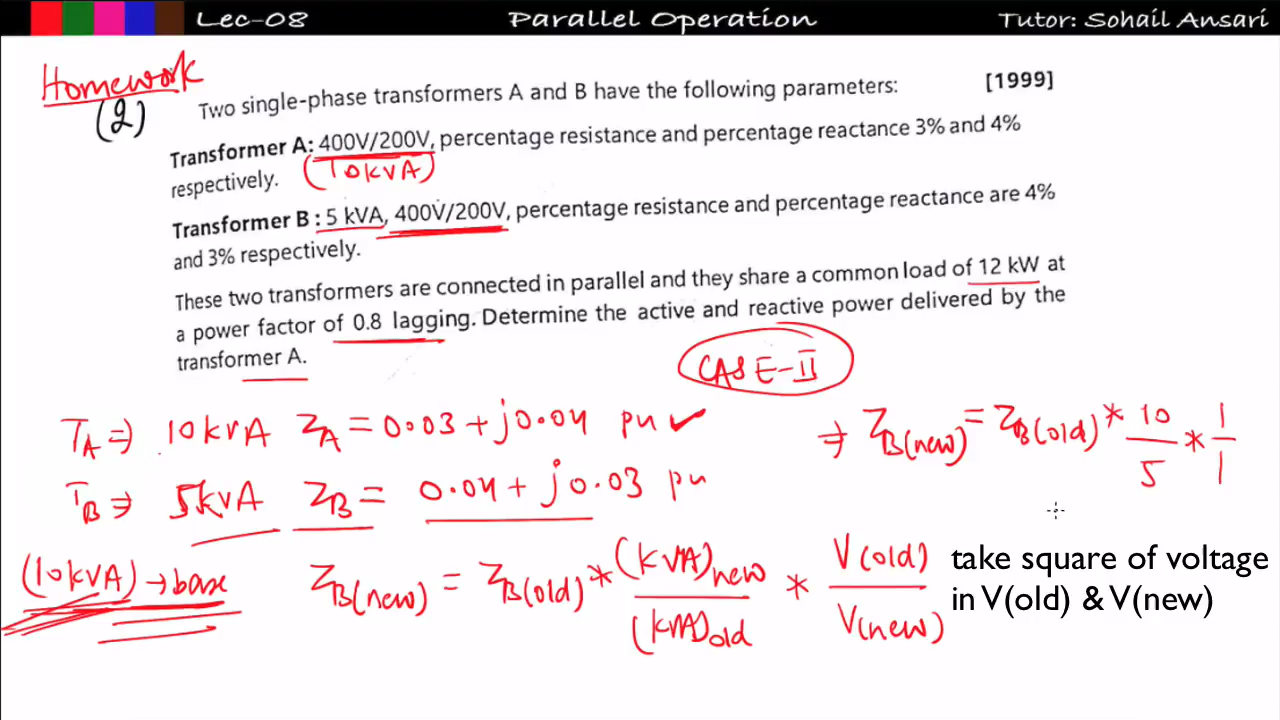 Lec-08 Parallel Operation Tutor: Sohail Ansari
Homework
(2)
Two single-phase transformers A and B have the following parameters: [1999]
Transformer A: 400V/200V, percentage resistance and percentage reactance 3% and 4%
respectively. (10kVA)
Transformer B : 5 kVA, 400V/200V, percentage resistance and percentage reactance are 4%
and 3% respectively.
These two transformers are connected in parallel and they share a common load of 12 kW at
a power factor of 0.8 lagging. Determine the active and reactive power delivered by the
transformer A.
CASE-II
TA ⇒ 10kVA ZA = 0.03 + j0.04 pu ✓
TB ⇒ 5kVA ZB = 0.04 + j0.03 pu
⇒ ZB(new) = ZB(old) * 10/5 * 1/1
(10kVA) → base
ZB(new) = ZB(old) * (kVA)new/(kVA)old * V(old)/V(new)
take square of voltage
in V(old) & V(new)